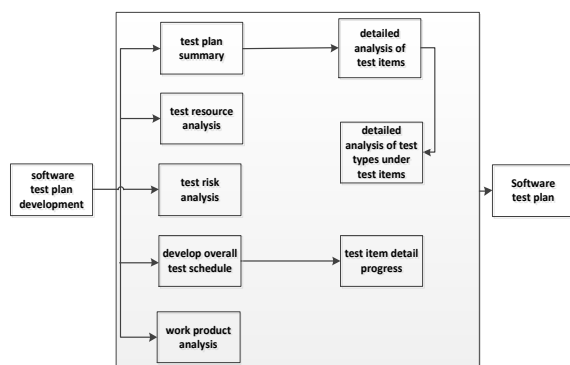 test plan
summary
detailed
analysis of
test items
test resource
analysis
detailed
analysis of test
types under
test items
software
test plan
development
test risk
analysis
Software
test plan
develop overall
test schedule
test item detail
progress
work product
analysis